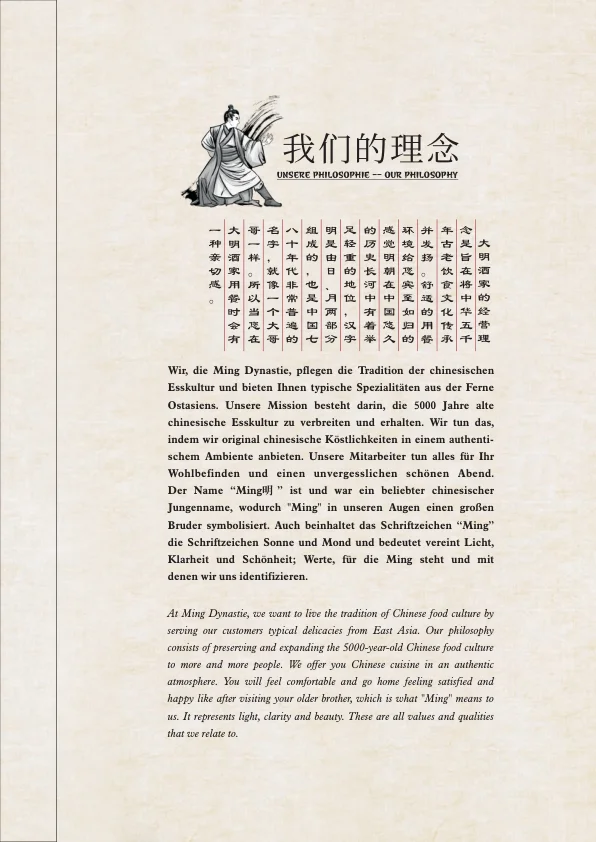 我们的理念
UNSERE PHILOSOPHIE -- OUR PHILOSOPHY
大明酒家的经营理
念是旨在将中华五千
年古老饮食文化传承
并发扬。舒适的用餐
环境给您宾至如归的
感觉明朝在中国悠久
的历史长河中有着举
足轻重的地位，汉字
明是由日、月两部分
组成的，也是中国七
八十年代非常普遍的
名字，就像一个大哥
哥一样。所以当您在
大明酒家用餐时会有
一种亲切感。
Wir, die Ming Dynastie, pflegen die Tradition der chinesischen
Esskultur und bieten Ihnen typische Spezialitäten aus der Ferne
Ostasiens. Unsere Mission besteht darin, die 5000 Jahre alte
chinesische Esskultur zu verbreiten und erhalten. Wir tun das,
indem wir original chinesische Köstlichkeiten in einem authenti-
schem Ambiente anbieten. Unsere Mitarbeiter tun alles für Ihr
Wohlbefinden und einen unvergesslichen schönen Abend.
Der Name “Ming明 ” ist und war ein beliebter chinesischer
Jungenname, wodurch "Ming" in unseren Augen einen großen
Bruder symbolisiert. Auch beinhaltet das Schriftzeichen “Ming”
die Schriftzeichen Sonne und Mond und bedeutet vereint Licht,
Klarheit und Schönheit; Werte, für die Ming steht und mit
denen wir uns identifizieren.
At Ming Dynastie, we want to live the tradition of Chinese food culture by
serving our customers typical delicacies from East Asia. Our philosophy
consists of preserving and expanding the 5000-year-old Chinese food culture
to more and more people. We offer you Chinese cuisine in an authentic
atmosphere. You will feel comfortable and go home feeling satisfied and
happy like after visiting your older brother, which is what "Ming" means to
us. It represents light, clarity and beauty. These are all values and qualities
that we relate to.